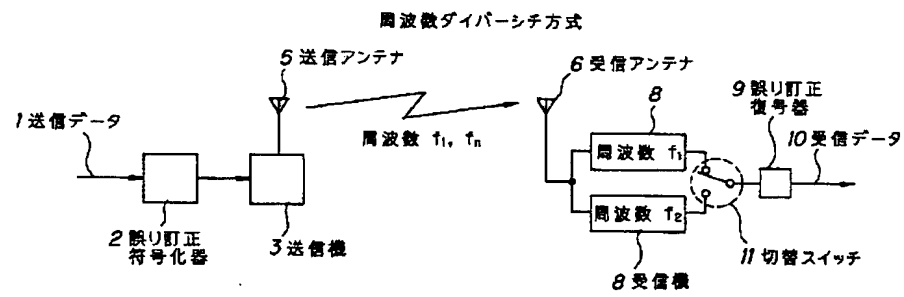 周波数ダイバーシチ方式
5 送信アンテナ
6 受信アンテナ
1 送信データ
周波数 f₁, fn
8
9 誤り訂正
復号器
10 受信データ
周波数 f₁
周波数 f₂
2 誤り訂正
符号化器
3 送信機
8 受信機
11 切替スイッチ